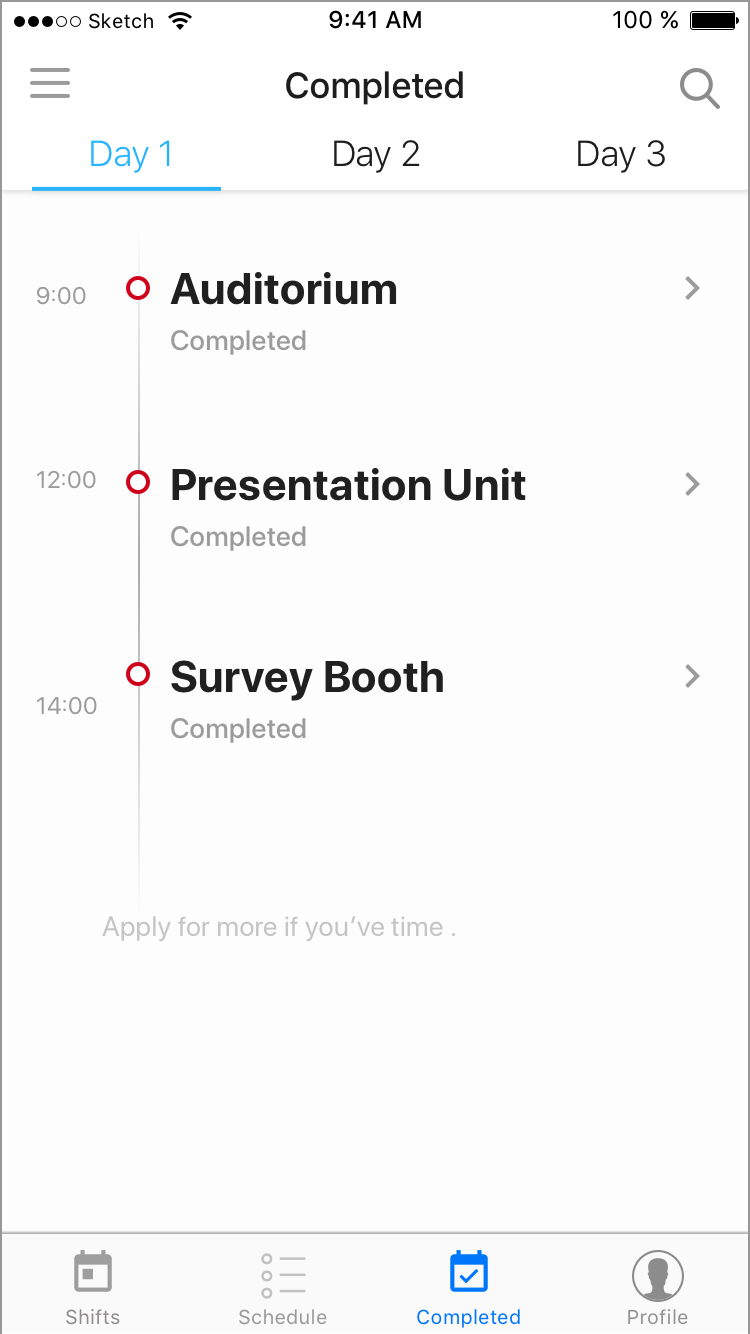 Sketch 9:41 AM 100 %
Completed
Day 1 Day 2 Day 3
9:00 Auditorium
Completed
12:00 Presentation Unit
Completed
Survey Booth
14:00
Completed
Apply for more if you’ve time .
Shifts Schedule Completed Profile